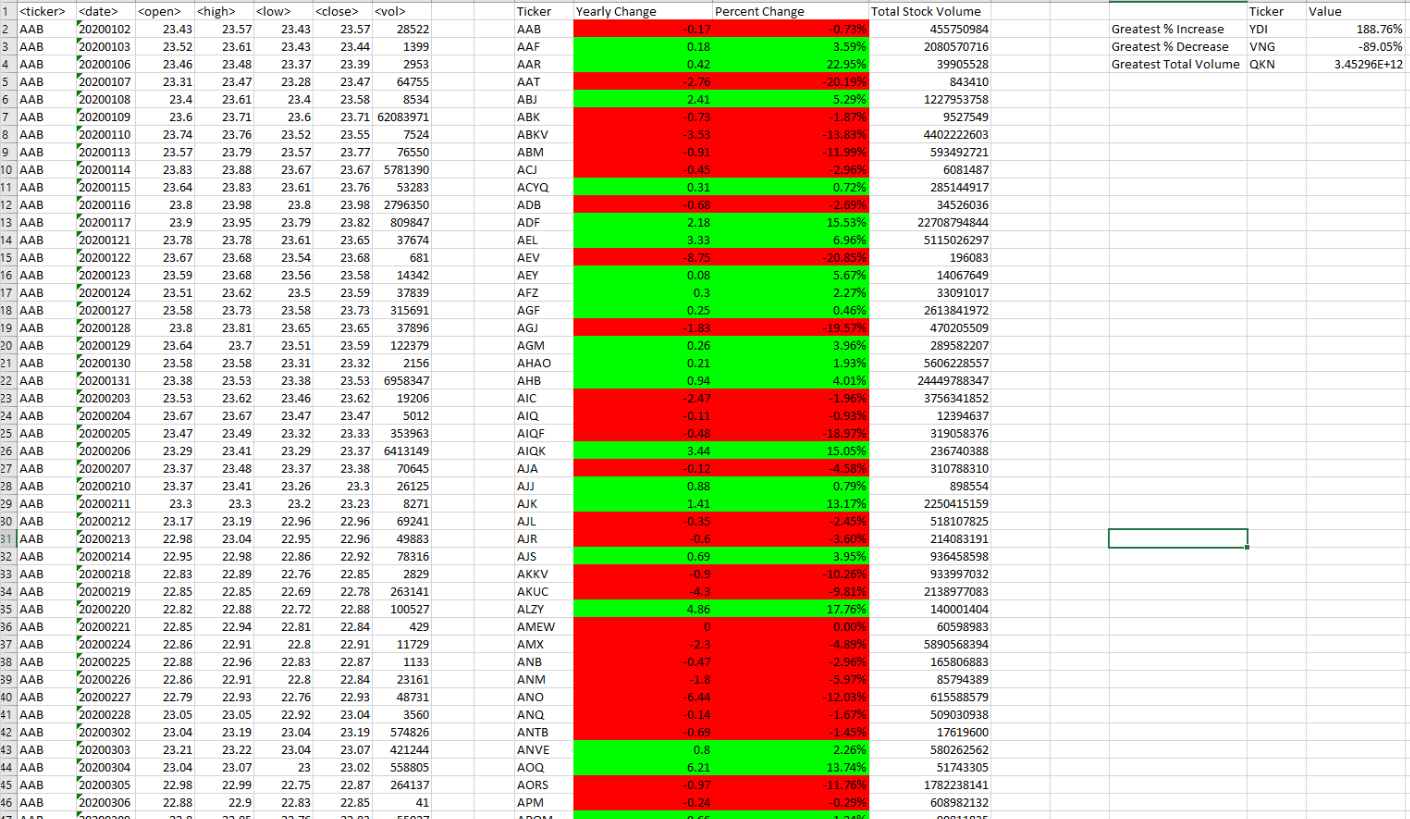 1 <ticker> <date> <open> <high> <low> <close> <vol> Ticker Yearly Change Percent Change Total Stock Volume Ticker Value
2 AAB 20200102 23.43 23.57 23.43 23.57 28522 AAB -0.17 -0.73% 455750984 Greatest % Increase YDI 188.76%
3 AAB 20200103 23.52 23.61 23.43 23.44 1399 AAF 0.18 3.59% 2080570716 Greatest % Decrease VNG -89.05%
4 AAB 20200106 23.46 23.48 23.37 23.39 2953 AAR 0.42 22.95% 39905528 Greatest Total Volume QKN 3.45296E+12
5 AAB 20200107 23.31 23.47 23.28 23.47 64755 AAT -2.76 -20.19% 843410
6 AAB 20200108 23.4 23.61 23.4 23.58 8534 ABJ 2.41 5.29% 1227953758
7 AAB 20200109 23.6 23.71 23.6 23.71 62083971 ABK -0.73 -1.87% 9527549
8 AAB 20200110 23.74 23.76 23.52 23.55 7524 ABKV -3.53 -13.83% 4402222603
9 AAB 20200113 23.57 23.79 23.57 23.77 76550 ABM -0.91 -11.99% 593492721
10 AAB 20200114 23.83 23.88 23.67 23.67 5781390 ACJ -0.45 -2.96% 6081487
11 AAB 20200115 23.64 23.83 23.61 23.76 53283 ACYQ 0.31 0.72% 285144917
12 AAB 20200116 23.8 23.98 23.8 23.98 2796350 ADB -0.68 -2.69% 34526036
13 AAB 20200117 23.9 23.95 23.79 23.82 809847 ADF 2.18 15.53% 22708794844
14 AAB 20200121 23.78 23.78 23.61 23.65 37674 AEL 3.33 6.96% 5115026297
15 AAB 20200122 23.67 23.68 23.54 23.68 681 AEV -8.75 -20.85% 196083
16 AAB 20200123 23.59 23.68 23.56 23.58 14342 AEY 0.08 5.67% 14067649
17 AAB 20200124 23.51 23.62 23.5 23.59 37839 AFZ 0.3 2.27% 33091017
18 AAB 20200127 23.58 23.73 23.58 23.73 315691 AGF 0.25 0.46% 2613841972
19 AAB 20200128 23.8 23.81 23.65 23.65 37896 AGJ -1.83 -19.57% 470205509
20 AAB 20200129 23.64 23.7 23.51 23.59 122379 AGM 0.26 3.96% 289582207
21 AAB 20200130 23.58 23.58 23.31 23.32 2156 AHAO 0.21 1.93% 5606228557
22 AAB 20200131 23.38 23.53 23.38 23.53 6958347 AHB 0.94 4.01% 24449788347
23 AAB 20200203 23.53 23.62 23.46 23.62 19206 AIC -2.47 -1.96% 3756341852
24 AAB 20200204 23.67 23.67 23.47 23.47 5012 AIQ -0.11 -0.93% 12394637
25 AAB 20200205 23.47 23.49 23.32 23.33 353963 AIQF -0.48 -18.97% 319058376
26 AAB 20200206 23.29 23.41 23.29 23.37 6413149 AIQK 3.44 15.05% 236740388
27 AAB 20200207 23.37 23.48 23.37 23.38 70645 AJA -0.12 -4.58% 310788310
28 AAB 20200210 23.37 23.41 23.26 23.3 26125 AJJ 0.88 0.79% 898554
29 AAB 20200211 23.3 23.3 23.2 23.23 8271 AJK 1.41 13.17% 2250415159
30 AAB 20200212 23.17 23.19 22.96 22.96 69241 AJL -0.35 -2.45% 518107825
31 AAB 20200213 22.98 23.04 22.95 22.96 49883 AJR -0.6 -3.60% 214083191
32 AAB 20200214 22.95 22.98 22.86 22.92 78316 AJS 0.69 3.95% 936458598
33 AAB 20200218 22.83 22.89 22.76 22.85 2829 AKKV -0.9 -10.26% 933997032
34 AAB 20200219 22.85 22.85 22.69 22.78 263141 AKUC -4.3 -9.81% 2138977083
35 AAB 20200220 22.82 22.88 22.72 22.88 100527 ALZY 4.86 17.76% 140001404
36 AAB 20200221 22.85 22.94 22.81 22.84 429 AMEW 0 0.00% 60598983
37 AAB 20200224 22.86 22.91 22.8 22.91 11729 AMX -2.3 -4.89% 5890568394
38 AAB 20200225 22.88 22.96 22.83 22.87 1133 ANB -0.47 -2.96% 165806883
39 AAB 20200226 22.86 22.91 22.8 22.84 23161 ANM -1.8 -5.97% 85794389
40 AAB 20200227 22.79 22.93 22.76 22.93 48731 ANO -6.44 -12.03% 615588579
41 AAB 20200228 23.05 23.05 22.92 23.04 3560 ANQ -0.14 -1.67% 509030938
42 AAB 20200302 23.04 23.19 23.04 23.19 574826 ANTB -0.69 -1.45% 17619600
43 AAB 20200303 23.21 23.22 23.04 23.07 421244 ANVE 0.8 2.26% 580262562
44 AAB 20200304 23.04 23.07 23 23.02 558805 AOQ 6.21 13.74% 51743305
45 AAB 20200305 22.98 22.99 22.75 22.87 264137 AORS -0.97 -11.76% 1782238141
46 AAB 20200306 22.88 22.9 22.83 22.85 41 APM -0.24 -0.29% 608982132